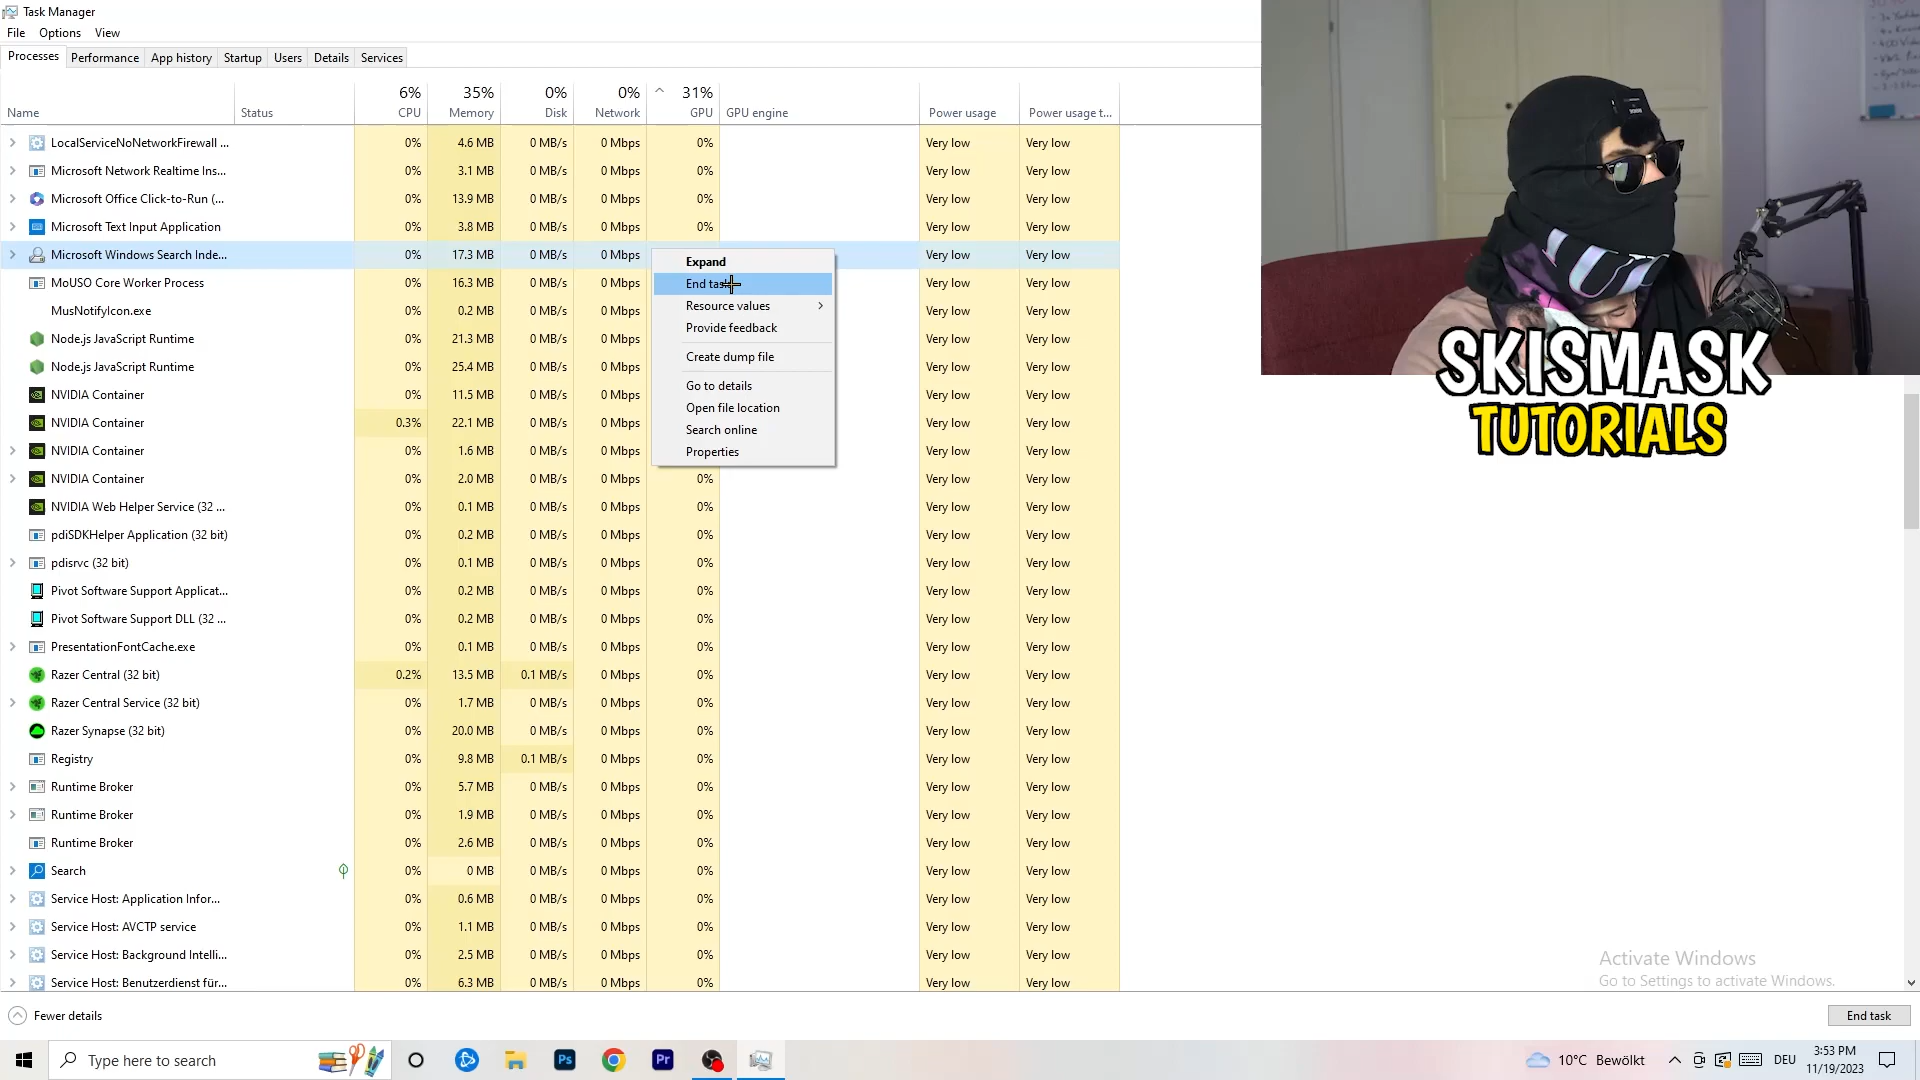 Task Manager
File Options View
Processes Performance App history Startup Users Details Services
6% 35% 0% 0% 31%
Name Status CPU Memory Disk Network GPU GPU engine Power usage Power usage t...
LocalServiceNoNetworkFirewall ... 0% 4.6 MB 0 MB/s 0 Mbps 0% Very low Very low
Microsoft Network Realtime Ins... 0% 3.1 MB 0 MB/s 0 Mbps 0% Very low Very low
Microsoft Office Click-to-Run (... 0% 13.9 MB 0 MB/s 0 Mbps 0% Very low Very low
Microsoft Text Input Application 0% 3.8 MB 0 MB/s 0 Mbps 0% Very low Very low
Microsoft Windows Search Inde... 0% 17.3 MB 0 MB/s 0 Mbps Very low Very low
MoUSO Core Worker Process 0% 16.3 MB 0 MB/s 0 Mbps Very low Very low
MusNotifyIcon.exe 0% 0.2 MB 0 MB/s 0 Mbps Very low Very low
Node.js JavaScript Runtime 0% 21.3 MB 0 MB/s 0 Mbps Very low Very low
Node.js JavaScript Runtime 0% 25.4 MB 0 MB/s 0 Mbps Very low Very low
NVIDIA Container 0% 11.5 MB 0 MB/s 0 Mbps Very low Very low
NVIDIA Container 0.3% 22.1 MB 0 MB/s 0 Mbps Very low Very low
NVIDIA Container 0% 1.6 MB 0 MB/s 0 Mbps Very low Very low
NVIDIA Container 0% 2.0 MB 0 MB/s 0 Mbps 0% Very low Very low
NVIDIA Web Helper Service (32 ... 0% 0.1 MB 0 MB/s 0 Mbps 0% Very low Very low
pdiSDKHelper Application (32 bit) 0% 0.2 MB 0 MB/s 0 Mbps 0% Very low Very low
pdisrvc (32 bit) 0% 0.1 MB 0 MB/s 0 Mbps 0% Very low Very low
Pivot Software Support Applicat... 0% 0.2 MB 0 MB/s 0 Mbps 0% Very low Very low
Pivot Software Support DLL (32 ... 0% 0.2 MB 0 MB/s 0 Mbps 0% Very low Very low
PresentationFontCache.exe 0% 0.1 MB 0 MB/s 0 Mbps 0% Very low Very low
Razer Central (32 bit) 0.2% 13.5 MB 0.1 MB/s 0 Mbps 0% Very low Very low
Razer Central Service (32 bit) 0% 1.7 MB 0 MB/s 0 Mbps 0% Very low Very low
Razer Synapse (32 bit) 0% 20.0 MB 0 MB/s 0 Mbps 0% Very low Very low
Registry 0% 9.8 MB 0.1 MB/s 0 Mbps 0% Very low Very low
Runtime Broker 0% 5.7 MB 0 MB/s 0 Mbps 0% Very low Very low
Runtime Broker 0% 1.9 MB 0 MB/s 0 Mbps 0% Very low Very low
Runtime Broker 0% 2.6 MB 0 MB/s 0 Mbps 0% Very low Very low
Search 0% 0 MB 0 MB/s 0 Mbps 0% Very low Very low
Service Host: Application Infor... 0% 0.6 MB 0 MB/s 0 Mbps 0% Very low Very low
Service Host: AVCTP service 0% 1.1 MB 0 MB/s 0 Mbps 0% Very low Very low
Service Host: Background Intelli... 0% 2.5 MB 0 MB/s 0 Mbps 0% Very low Very low
Service Host: Benutzerdienst für... 0% 6.3 MB 0 MB/s 0 Mbps 0% Very low Very low
Expand
End task
Resource values
Provide feedback
Create dump file
Go to details
Open file location
Search online
Properties
SKISMASK
TUTORIALS
Activate Windows
Go to Settings to activate Windows.
Fewer details
End task
Type here to search
Ps
Pr
10°C Bewölkt
DEU
3:53 PM
11/19/2023